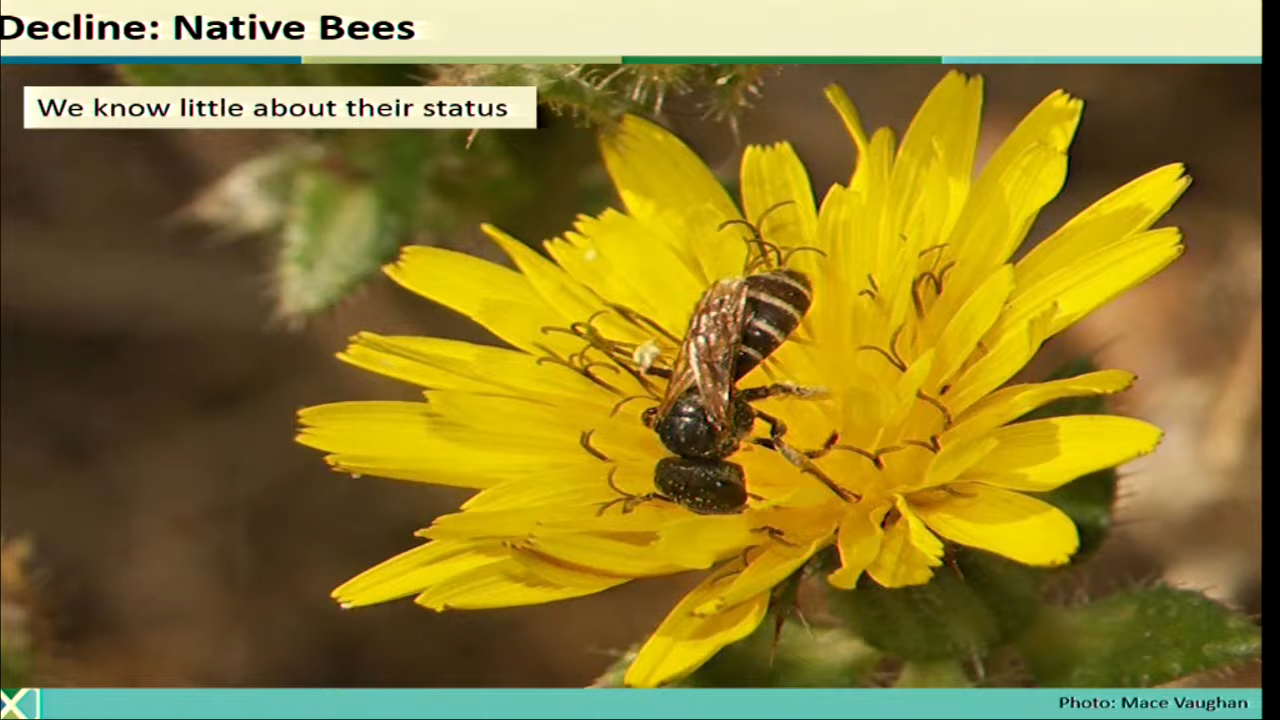 Decline: Native Bees
We know little about their status
Photo: Mace Vaughan